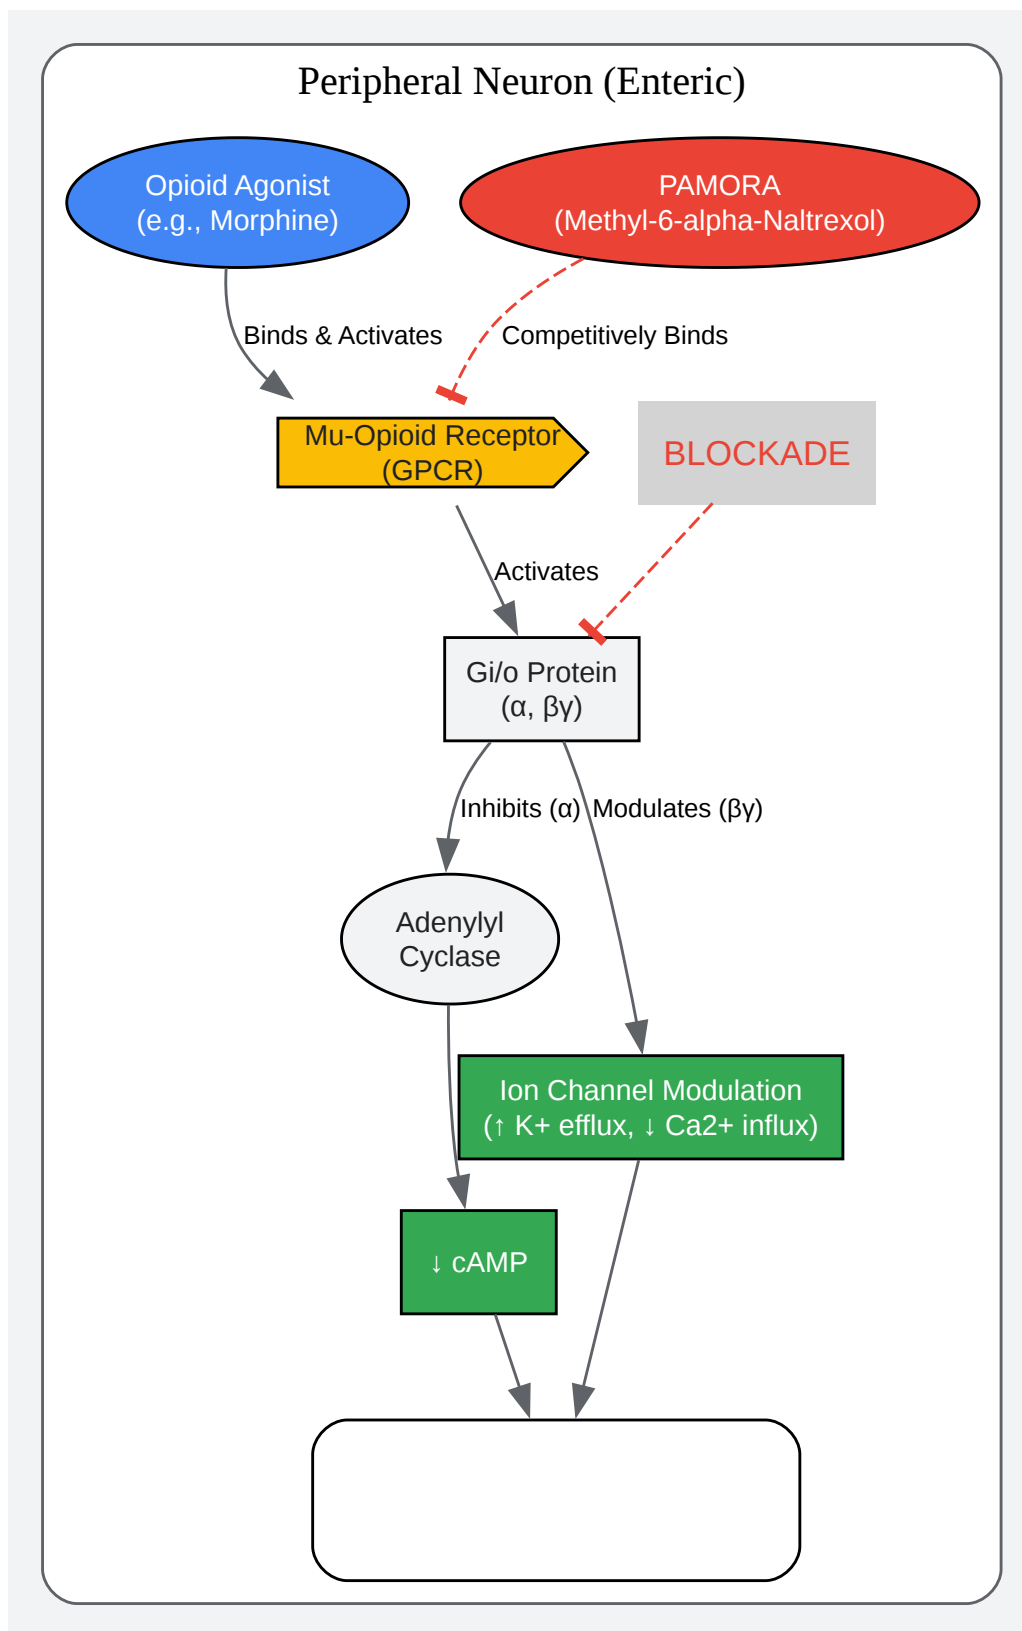 Peripheral Neuron (Enteric)
Opioid Agonist
(e.g., Morphine)
PAMORA
(Methyl-6-alpha-Naltrexol)
Binds & Activates
Competitively Binds
Mu-Opioid Receptor
(GPCR)
BLOCKADE
Activates
Gi/o Protein
(α, βγ)
Inhibits (α)
Modulates (βγ)
Adenylyl
Cyclase
Ion Channel Modulation
(↑ K+ efflux, ↓ Ca2+ influx)
↓ cAMP